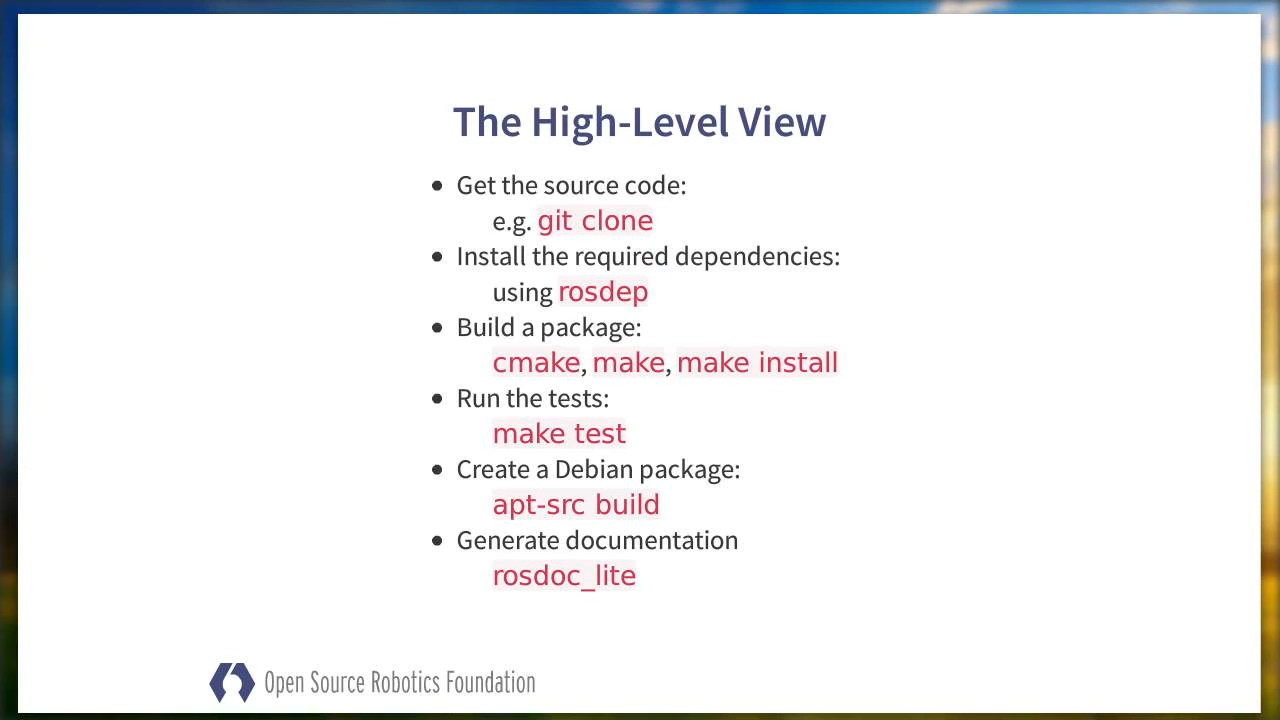 The High-Level View
• Get the source code:
e.g. git clone
• Install the required dependencies:
using rosdep
• Build a package:
cmake, make, make install
• Run the tests:
make test
• Create a Debian package:
apt-src build
• Generate documentation
rosdoc_lite
Open Source Robotics Foundation